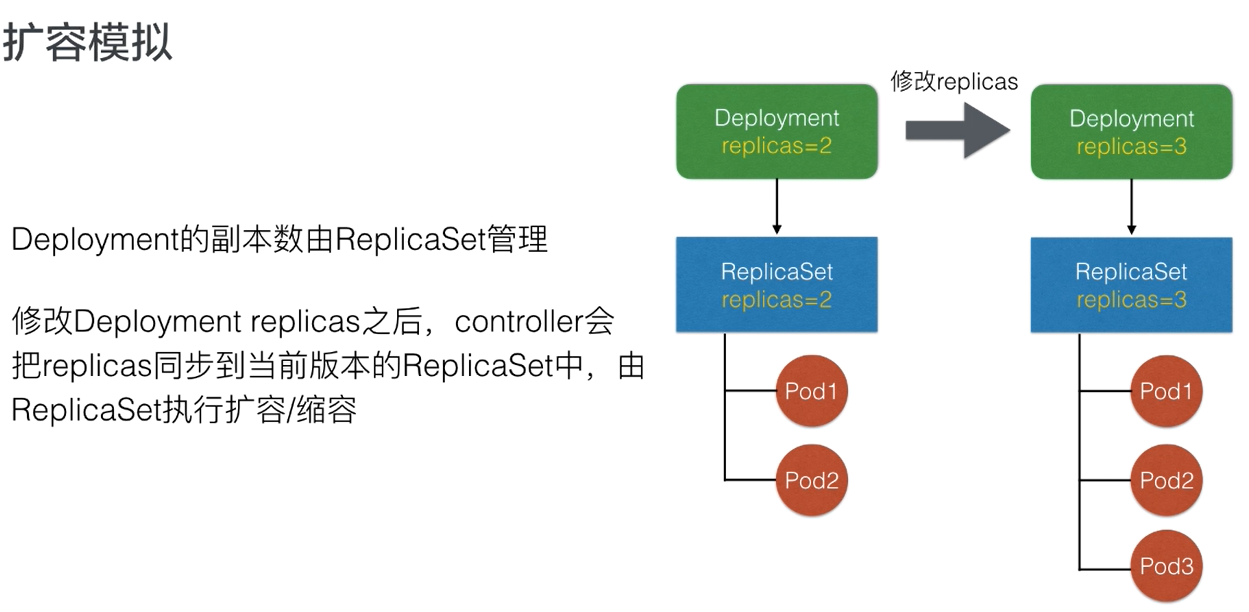 扩容模拟
Deployment的副本数由ReplicaSet管理
修改Deployment replicas之后，controller会
把replicas同步到当前版本的ReplicaSet中，由
ReplicaSet执行扩容/缩容
修改replicas
Deployment
replicas=2
ReplicaSet
replicas=2
Pod1
Pod2
Deployment
replicas=3
ReplicaSet
replicas=3
Pod1
Pod2
Pod3